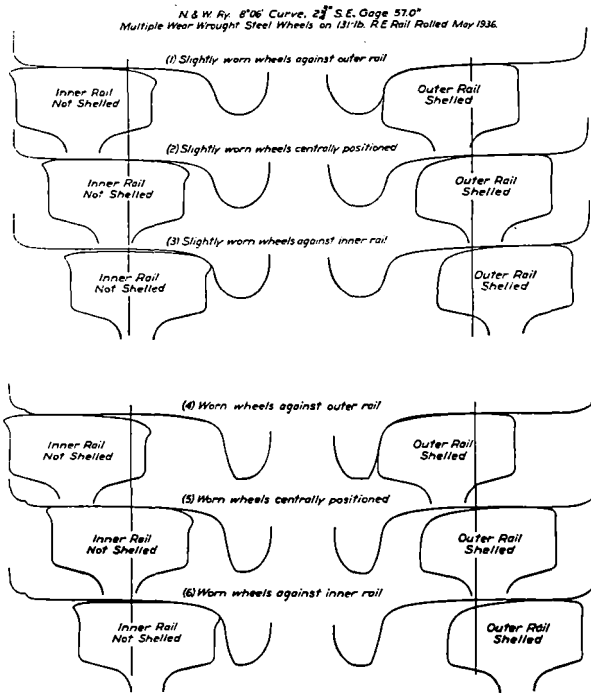 N. & W. Ry. 8°06' Curve, 2¾" S.E. Gage 57.0"
Multiple Wear Wrought Steel Wheels on 131-lb. R E Rail Rolled May 1936.
(1) Slightly worn wheels against outer rail
Inner Rail
Not Shelled
Outer Rail
Shelled
(2) Slightly worn wheels centrally positioned
Inner Rail
Not Shelled
Outer Rail
Shelled
(3) Slightly worn wheels against inner rail
Inner Rail
Not Shelled
Outer Rail
Shelled
(4) Worn wheels against outer rail
Inner Rail
Not Shelled
Outer Rail
Shelled
(5) Worn wheels centrally positioned
Inner Rail
Not Shelled
Outer Rail
Shelled
(6) Worn wheels against inner rail
Inner Rail
Not Shelled
Outer Rail
Shelled